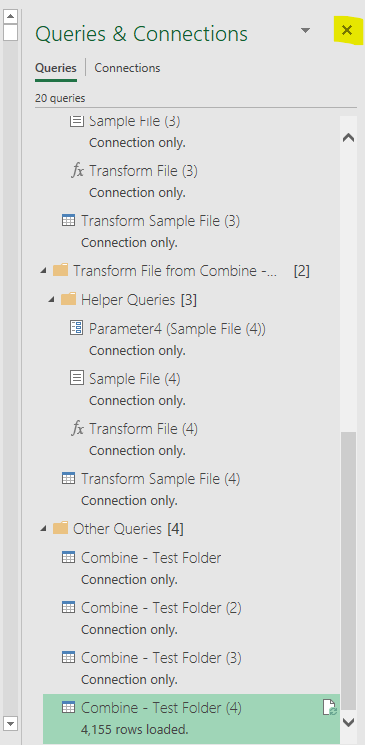 Queries & Connections
Queries | Connections
20 queries
Sample File (3)
Connection only.
fx Transform File (3)
Connection only.
Transform Sample File (3)
Connection only.
Transform File from Combine -... [2]
Helper Queries [3]
Parameter4 (Sample File (4))
Connection only.
Sample File (4)
Connection only.
fx Transform File (4)
Connection only.
Transform Sample File (4)
Connection only.
Other Queries [4]
Combine - Test Folder
Connection only.
Combine - Test Folder (2)
Connection only.
Combine - Test Folder (3)
Connection only.
Combine - Test Folder (4)
4,155 rows loaded.